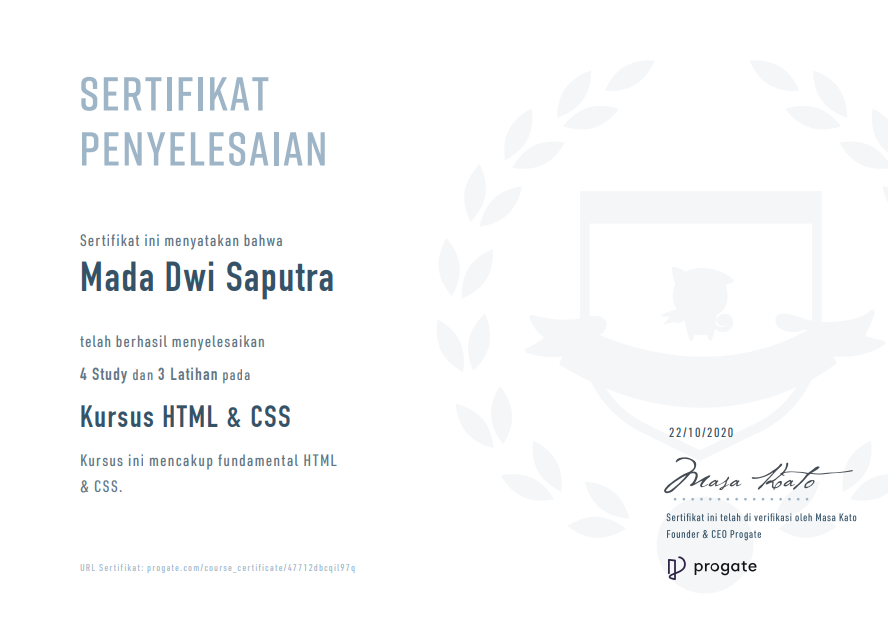 SERTIFIKAT
PENYELESAIAN
Sertifikat ini menyatakan bahwa
Mada Dwi Saputra
telah berhasil menyelesaikan
4 Study dan 3 Latihan pada
Kursus HTML & CSS
Kursus ini mencakup fundamental HTML
& CSS.
22/10/2020
Masa Kato
Sertifikat ini telah di verifikasi oleh Masa Kato
Founder & CEO Progate
progate
URL Sertifikat: progate.com/course_certificate/47712dbcqil97q